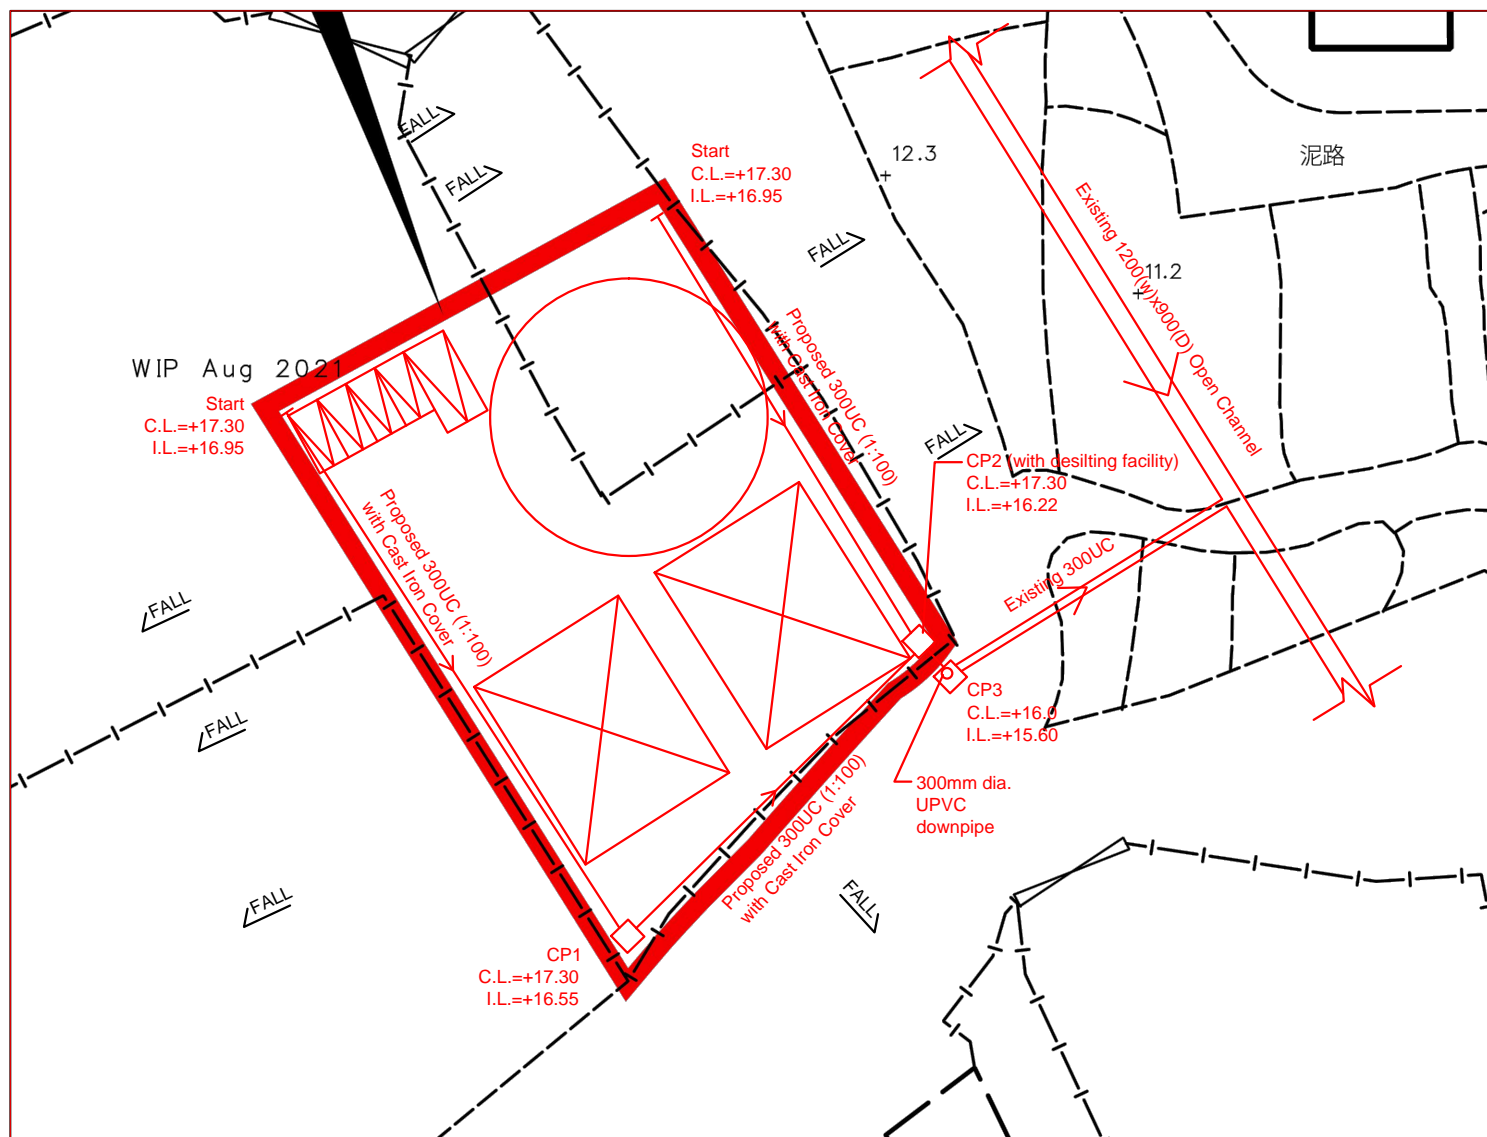 FALL
FALL
Start
C.L.=+17.30
I.L.=+16.95
12.3
泥路
FALL
Existing 1200(w)x900(D) Open Channel
11.2
WIP Aug 2021
Start
C.L.=+17.30
I.L.=+16.95
Proposed 300UC (1:100)
with Cast Iron Cover
FALL
CP2 (with desilting facility)
C.L.=+17.30
I.L.=+16.22
Proposed 300UC (1:100)
with Cast Iron Cover
Existing 300UC
FALL
FALL
CP3
C.L.=+16.0
I.L.=+15.60
300mm dia.
UPVC
downpipe
Proposed 300UC (1:100)
with Cast Iron Cover
FALL
FALL
CP1
C.L.=+17.30
I.L.=+16.55